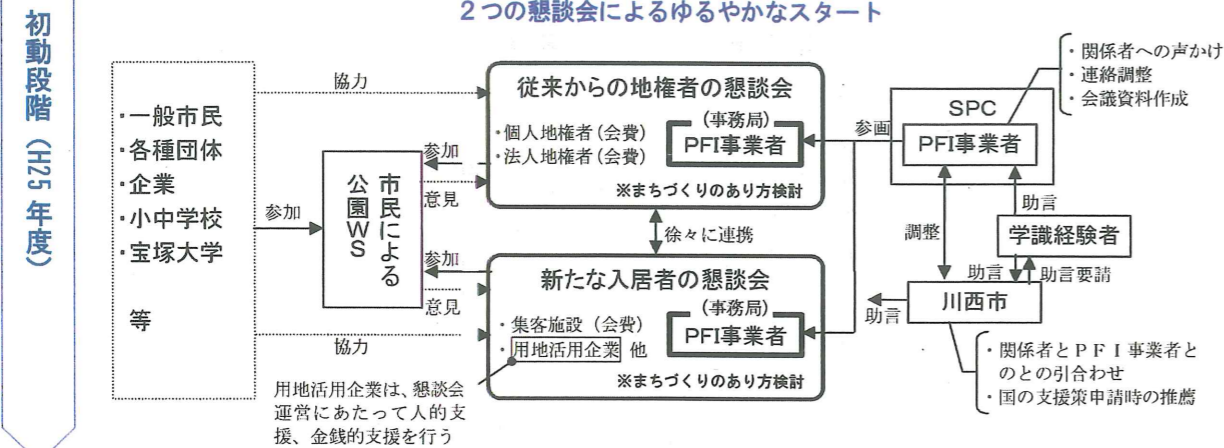 2つの懇談会によるゆるやかなスタート
初動段階（H25年度）
・一般市民
・各種団体
・企業
・小中学校
・宝塚大学
等
協力
参加
協力
市民による
公園WS
参加
意見
参加
意見
従来からの地権者の懇談会
・個人地権者(会費)
・法人地権者(会費)
(事務局)
PFI事業者
※まちづくりのあり方検討
徐々に連携
新たな入居者の懇談会
・集客施設（会費）
・用地活用企業 他
(事務局)
PFI事業者
※まちづくりのあり方検討
用地活用企業は、懇談会
運営にあたって人的支
援、金銭的支援を行う
参画
SPC
PFI事業者
・関係者への声かけ
・連絡調整
・会議資料作成
調整
助言
学識経験者
助言
助言要請
川西市
助言
・関係者とＰＦＩ事業者と
のとの引合わせ
・国の支援策申請時の推薦